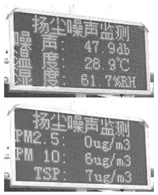 扬尘噪声监测
噪声: 47.9db
温度: 28.9℃
湿度: 61.7%RH
扬尘噪声监测
PM2.5: 0ug/m3
PM 10: 6ug/m3
TSP: 7ug/m3